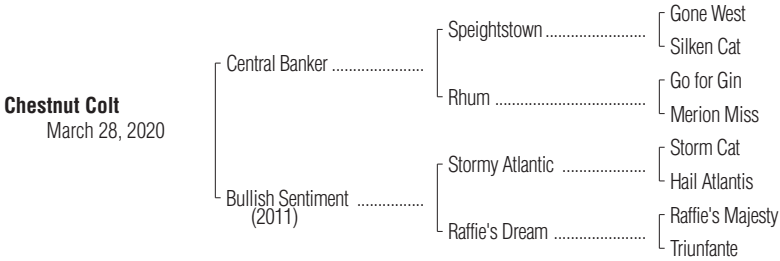 Gone West
Speightstown ........................
Silken Cat
Central Banker ......................
Go for Gin
Rhum ....................................
Merion Miss
Chestnut Colt
March 28, 2020
Storm Cat
Stormy Atlantic ....................
Hail Atlantis
Bullish Sentiment ................
(2011)
Raffie's Majesty
Raffie's Dream ......................
Triunfante